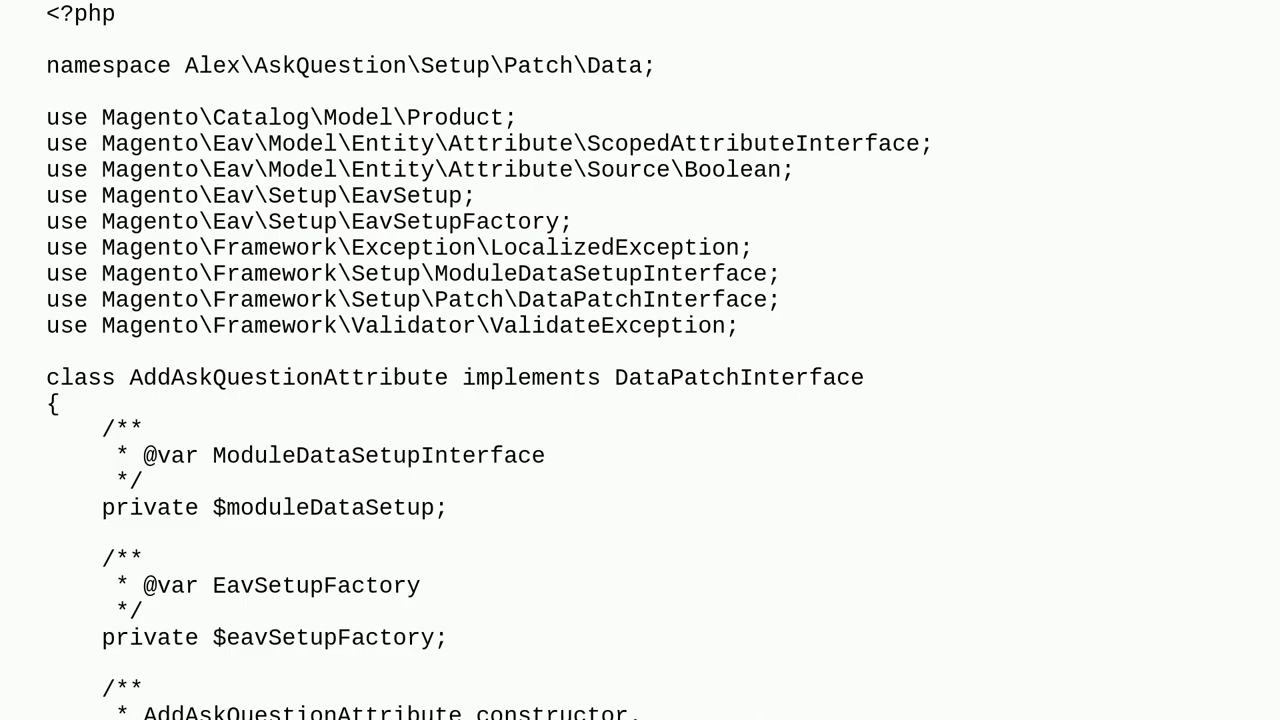 <?php
namespace Alex\AskQuestion\Setup\Patch\Data;
use Magento\Catalog\Model\Product;
use Magento\Eav\Model\Entity\Attribute\ScopedAttributeInterface;
use Magento\Eav\Model\Entity\Attribute\Source\Boolean;
use Magento\Eav\Setup\EavSetup;
use Magento\Eav\Setup\EavSetupFactory;
use Magento\Framework\Exception\LocalizedException;
use Magento\Framework\Setup\ModuleDataSetupInterface;
use Magento\Framework\Setup\Patch\DataPatchInterface;
use Magento\Framework\Validator\ValidateException;
class AddAskQuestionAttribute implements DataPatchInterface
{
    /**
     * @var ModuleDataSetupInterface
     */
    private $moduleDataSetup;
    /**
     * @var EavSetupFactory
     */
    private $eavSetupFactory;
    /**
     * AddAskQuestionAttribute constructor.